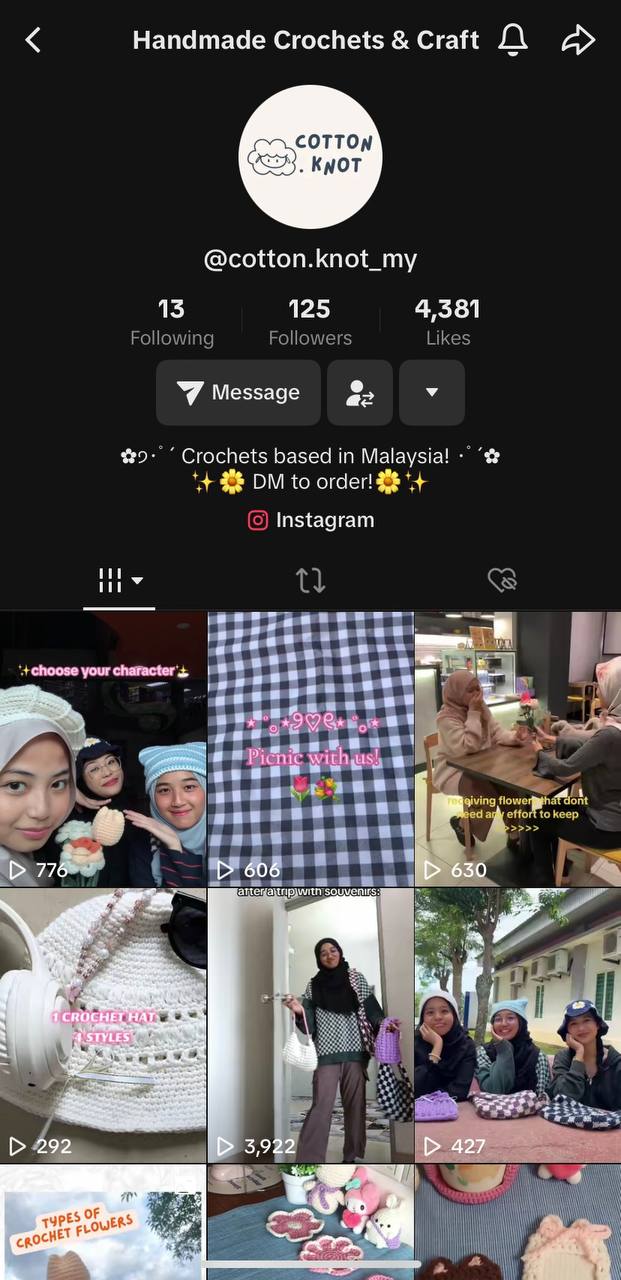 Handmade Crochets & Craft
COTTON
. KNOT
@cotton.knot_my
13 125 4,381
Following Followers Likes
Message
✿୨･ﾟˊ Crochets based in Malaysia! ･ﾟˊ✿
✨🌼 DM to order!🌼✨
Instagram
✨choose your character✨
776
⋆ ˚｡⋆୨♡୧⋆ ˚｡⋆
Picnic with us!
🌷💐
606
receiving flowers that dont
need any effort to keep
>>>>>>
630
1 CROCHET HAT
4 STYLES
292
after a trip with souvenirs:
3,922
427
TYPES OF
CROCHET FLOWERS